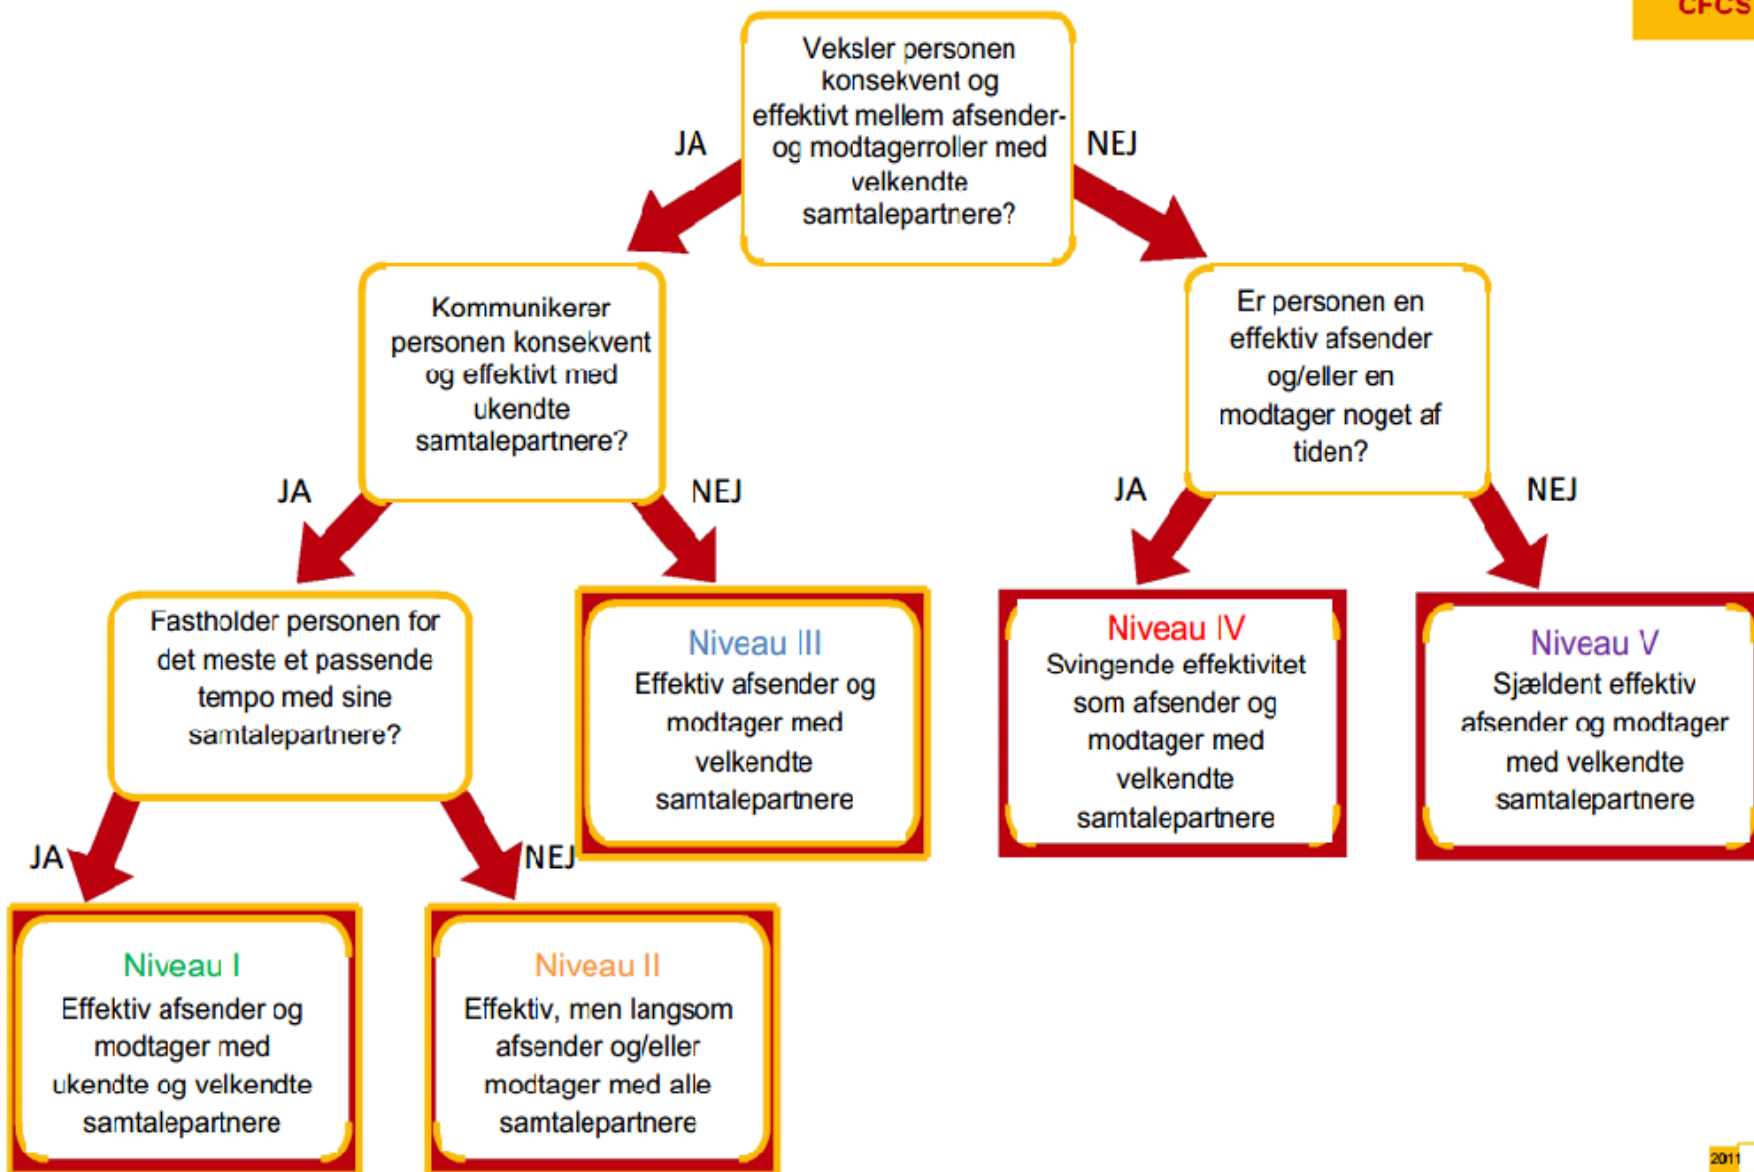 CFCS
Veksler personen
konsekvent og
effektivt mellem afsender-
og modtagerroller med
velkendte
samtalepartnere?
JA
NEJ
Kommunikerer
personen konsekvent
og effektivt med
ukendte
samtalepartnere?
Er personen en
effektiv afsender
og/eller en
modtager noget af
tiden?
JA
NEJ
JA
NEJ
Fastholder personen for
det meste et passende
tempo med sine
samtalepartnere?
Niveau III
Effektiv afsender og
modtager med
velkendte
samtalepartnere
Niveau IV
Svingende effektivitet
som afsender og
modtager med
velkendte
samtalepartnere
Niveau V
Sjældent effektiv
afsender og modtager
med velkendte
samtalepartnere
JA
NEJ
Niveau I
Effektiv afsender og
modtager med
ukendte og velkendte
samtalepartnere
Niveau II
Effektiv, men langsom
afsender og/eller
modtager med alle
samtalepartnere
2011